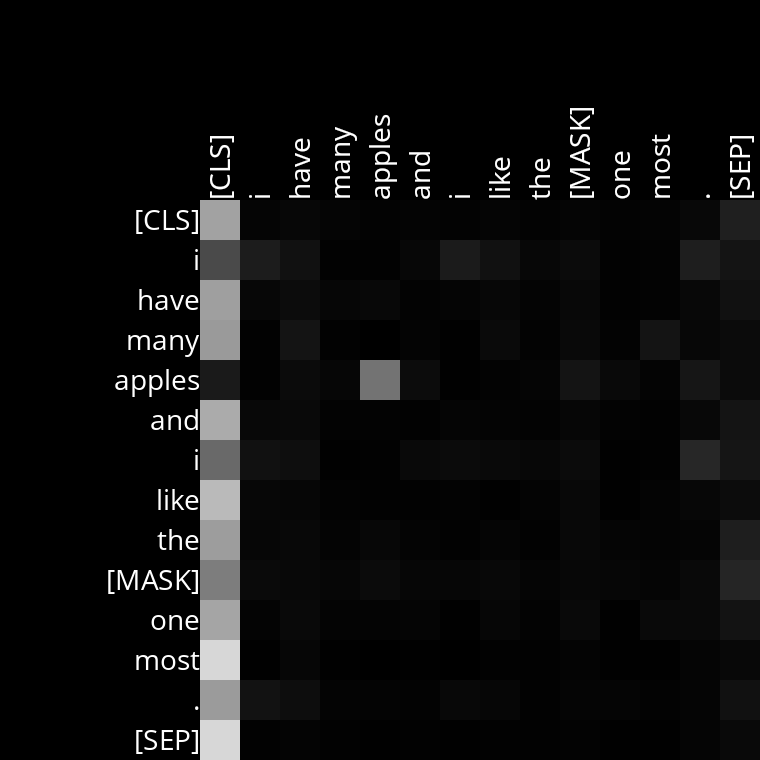 [CLS] i have many apples and i like the [MASK] one most . [SEP]
[CLS]
i
have
many
apples
and
i
like
the
[MASK]
one
most
.
[SEP]